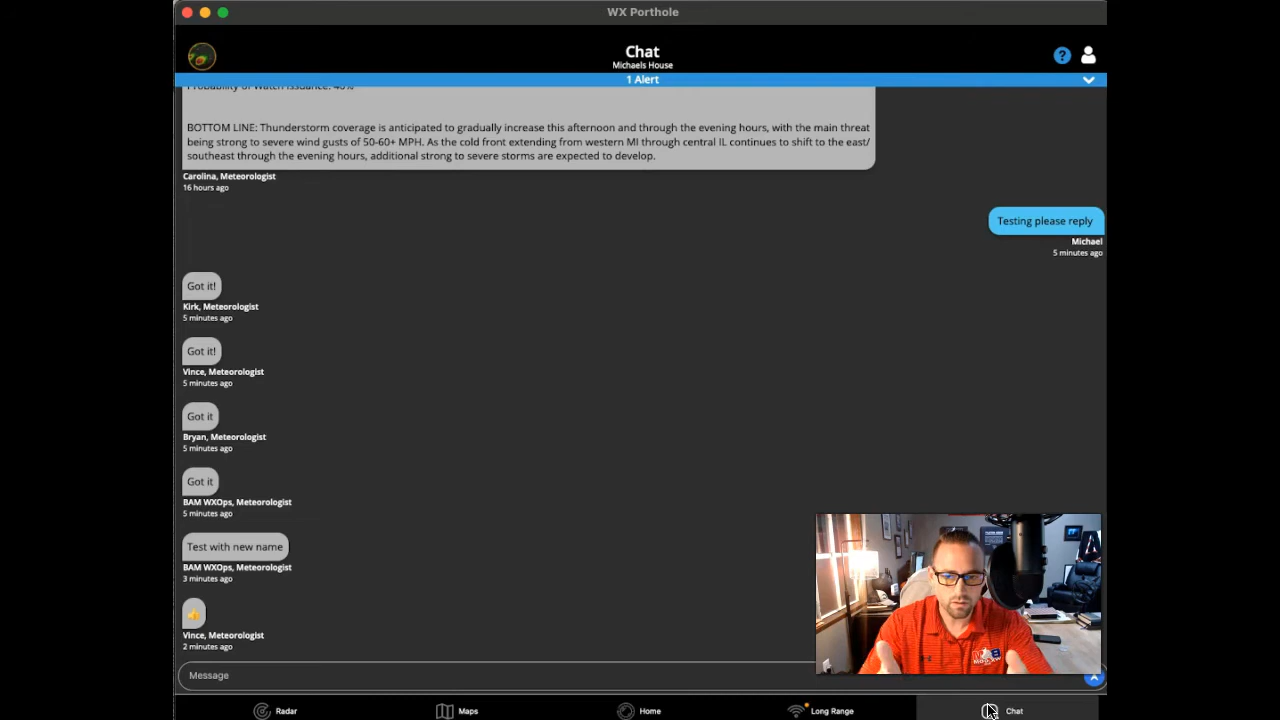 WX Porthole
Chat
Michaels House
?
1 Alert
Probability of Watch Issuance: 40%
BOTTOM LINE: Thunderstorm coverage is anticipated to gradually increase this afternoon and through the evening hours, with the main threat
being strong to severe wind gusts of 50-60+ MPH. As the cold front extending from western MI through central IL continues to shift to the east/
southeast through the evening hours, additional strong to severe storms are expected to develop.
Carolina, Meteorologist
16 hours ago
Testing please reply
Michael
5 minutes ago
Got it!
Kirk, Meteorologist
5 minutes ago
Got it!
Vince, Meteorologist
5 minutes ago
Got it
Bryan, Meteorologist
5 minutes ago
Got it
BAM WXOps, Meteorologist
5 minutes ago
Test with new name
BAM WXOps, Meteorologist
3 minutes ago
👍
Vince, Meteorologist
2 minutes ago
Message
Radar
Maps
Home
Long Range
Chat